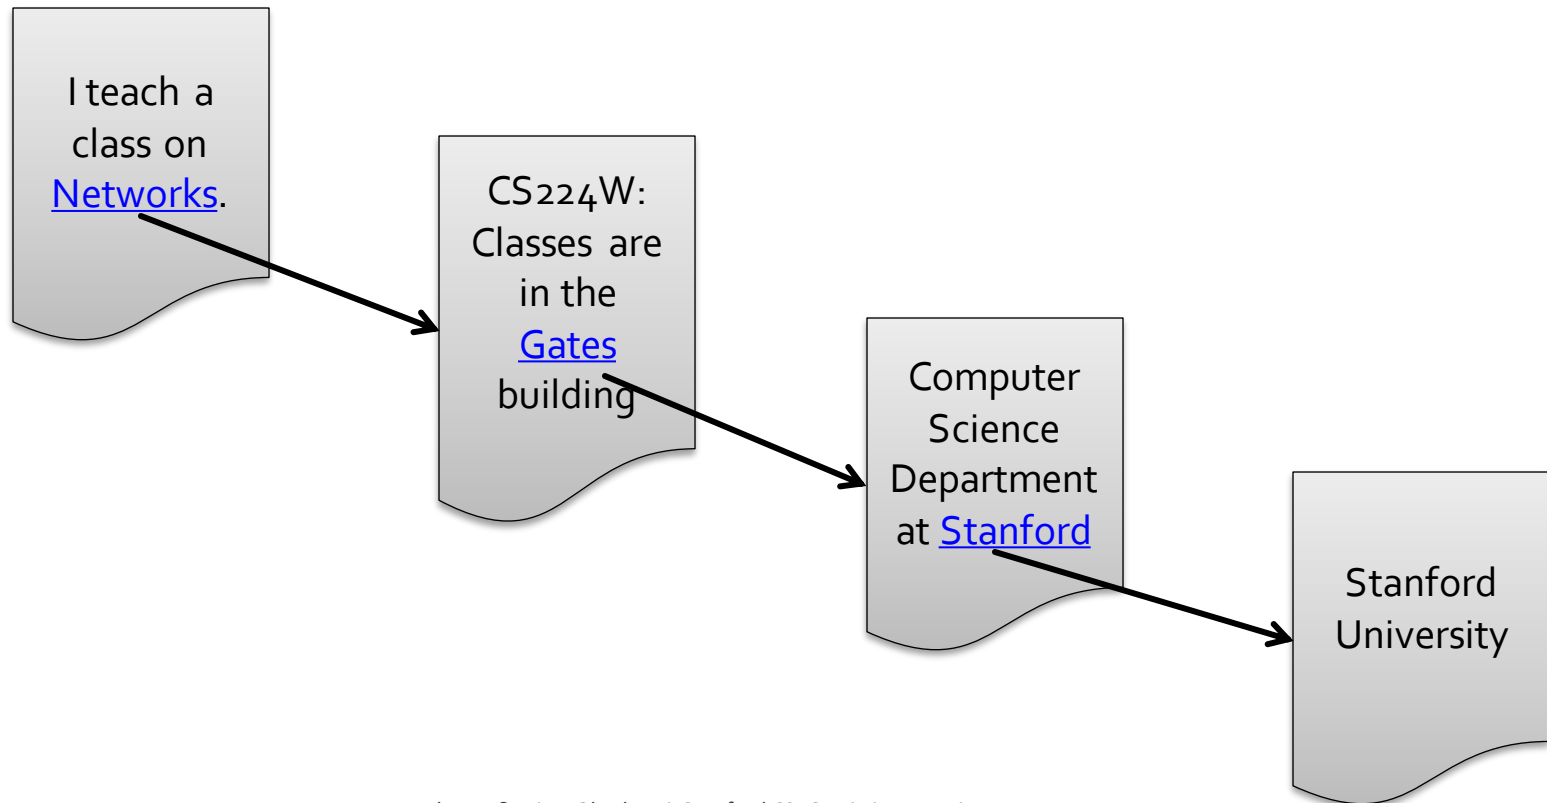 I teach a
class on
Networks.
CS224W:
Classes are
in the
Gates
building
Computer
Science
Department
at Stanford
Stanford
University